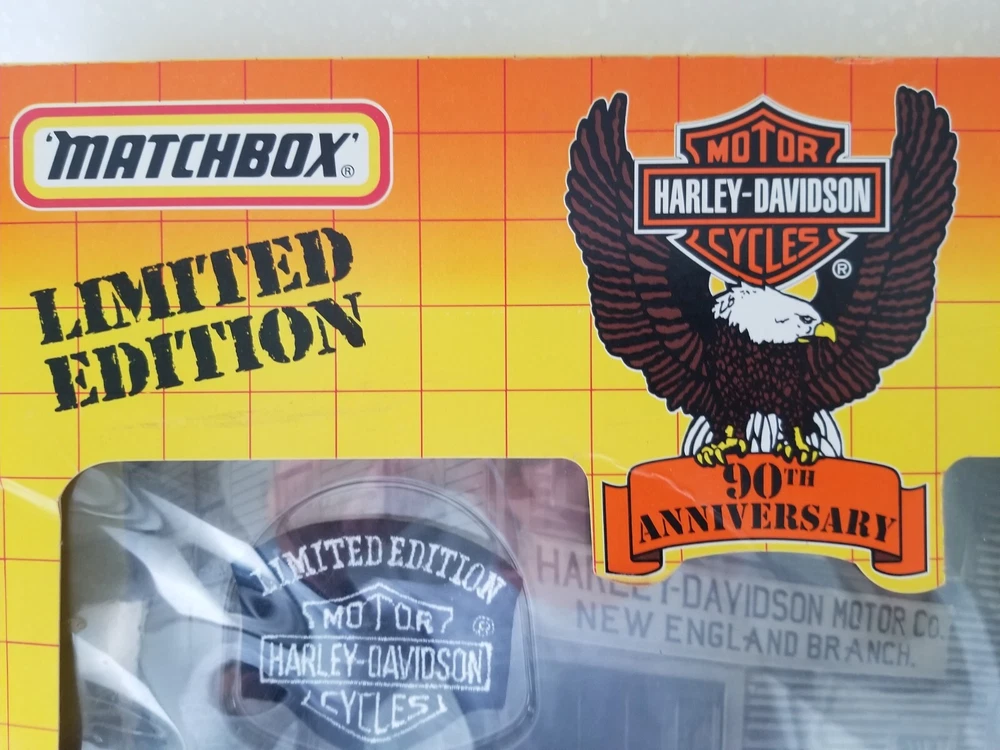 'MATCHBOX'®
LIMITED
EDITION
MOTOR
HARLEY-DAVIDSON
CYCLES
®
90TH
ANNIVERSARY
LIMITED EDITION
MOTOR
®
HARLEY-DAVIDSON
CYCLES
HARLEY-DAVIDSON MOTOR CO.
NEW ENGLAND BRANCH.